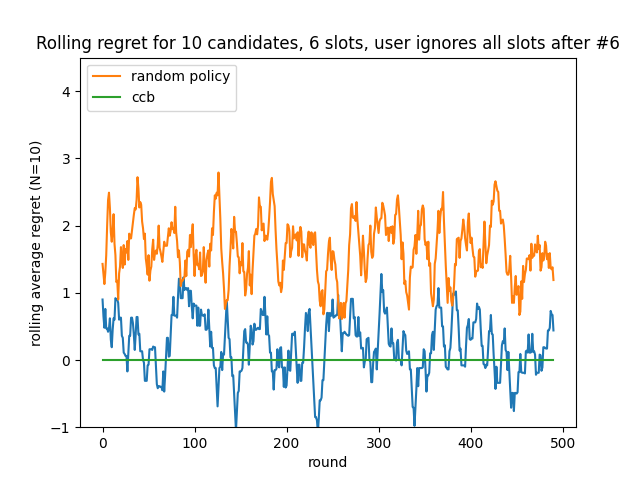 Rolling regret for 10 candidates, 6 slots, user ignores all slots after #6
random policy
ccb
rolling average regret (N=10)
4
3
2
1
0
−1
0
100
200
300
400
500
round